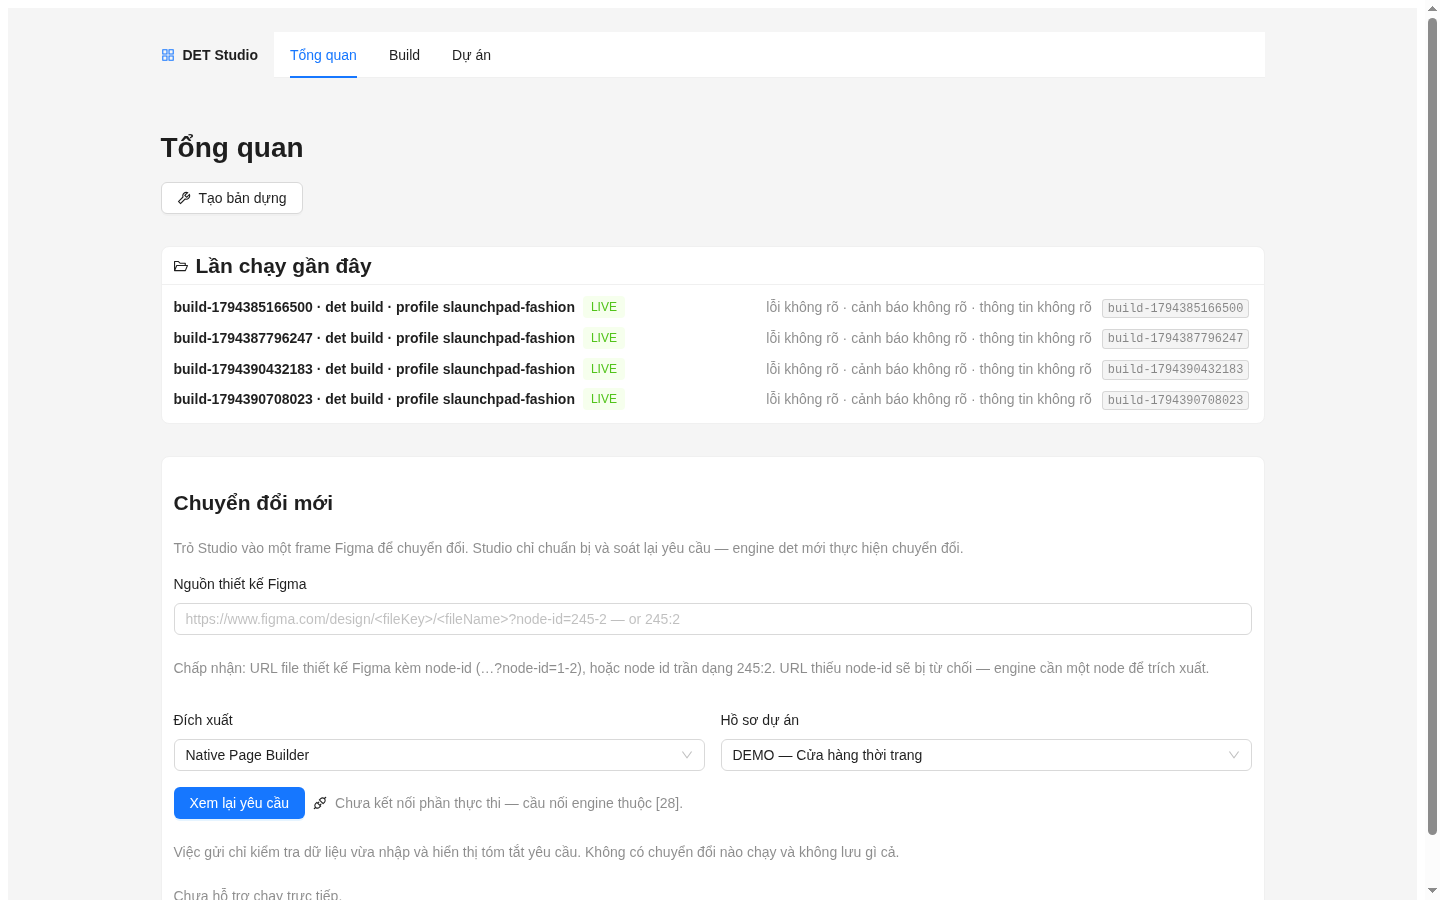 DET Studio Tổng quan Build Dự án
Tổng quan
Tạo bản dựng
Lần chạy gần đây
build-1794385166500 · det build · profile slaunchpad-fashion LIVE lỗi không rõ · cảnh báo không rõ · thông tin không rõ build-1794385166500
build-1794387796247 · det build · profile slaunchpad-fashion LIVE lỗi không rõ · cảnh báo không rõ · thông tin không rõ build-1794387796247
build-1794390432183 · det build · profile slaunchpad-fashion LIVE lỗi không rõ · cảnh báo không rõ · thông tin không rõ build-1794390432183
build-1794390708023 · det build · profile slaunchpad-fashion LIVE lỗi không rõ · cảnh báo không rõ · thông tin không rõ build-1794390708023
Chuyển đổi mới
Trỏ Studio vào một frame Figma để chuyển đổi. Studio chỉ chuẩn bị và soát lại yêu cầu — engine det mới thực hiện chuyển đổi.
Nguồn thiết kế Figma
https://www.figma.com/design/<fileKey>/<fileName>?node-id=245-2 — or 245:2
Chấp nhận: URL file thiết kế Figma kèm node-id (…?node-id=1-2), hoặc node id trần dạng 245:2. URL thiếu node-id sẽ bị từ chối — engine cần một node để trích xuất.
Đích xuất Hồ sơ dự án
Native Page Builder DEMO — Cửa hàng thời trang
Xem lại yêu cầu Chưa kết nối phần thực thi — cầu nối engine thuộc [28].
Việc gửi chỉ kiểm tra dữ liệu vừa nhập và hiển thị tóm tắt yêu cầu. Không có chuyển đổi nào chạy và không lưu gì cả.
Chưa hỗ trợ chạy trực tiếp.